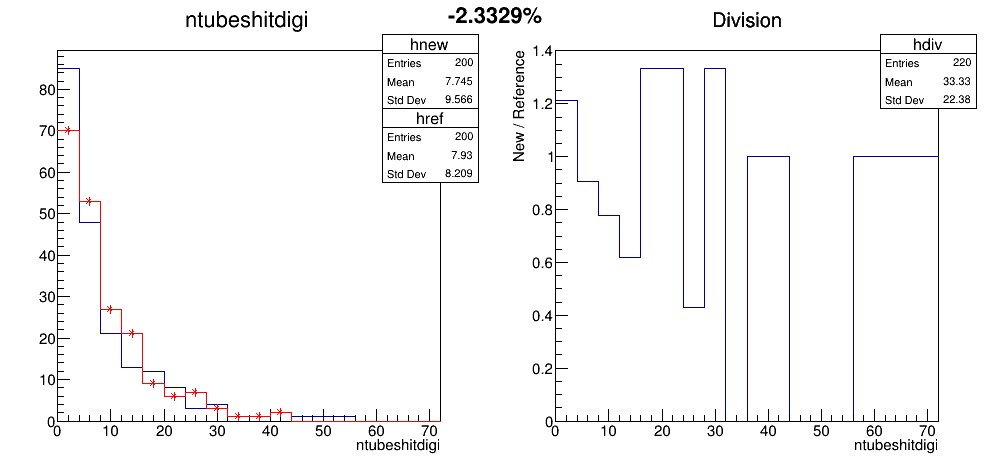 -2.3329%
ntubeshitdigi
hnew
Entries 200
Mean 7.745
Std Dev 9.566
href
Entries 200
Mean 7.93
Std Dev 8.209
80
70
60
50
40
30
20
10
0
0 10 20 30 40 50 60 70
ntubeshitdigi
Division
hdiv
Entries 220
Mean 33.33
Std Dev 22.38
New / Reference
1.4
1.2
1
0.8
0.6
0.4
0.2
0
0 10 20 30 40 50 60 70
ntubeshitdigi